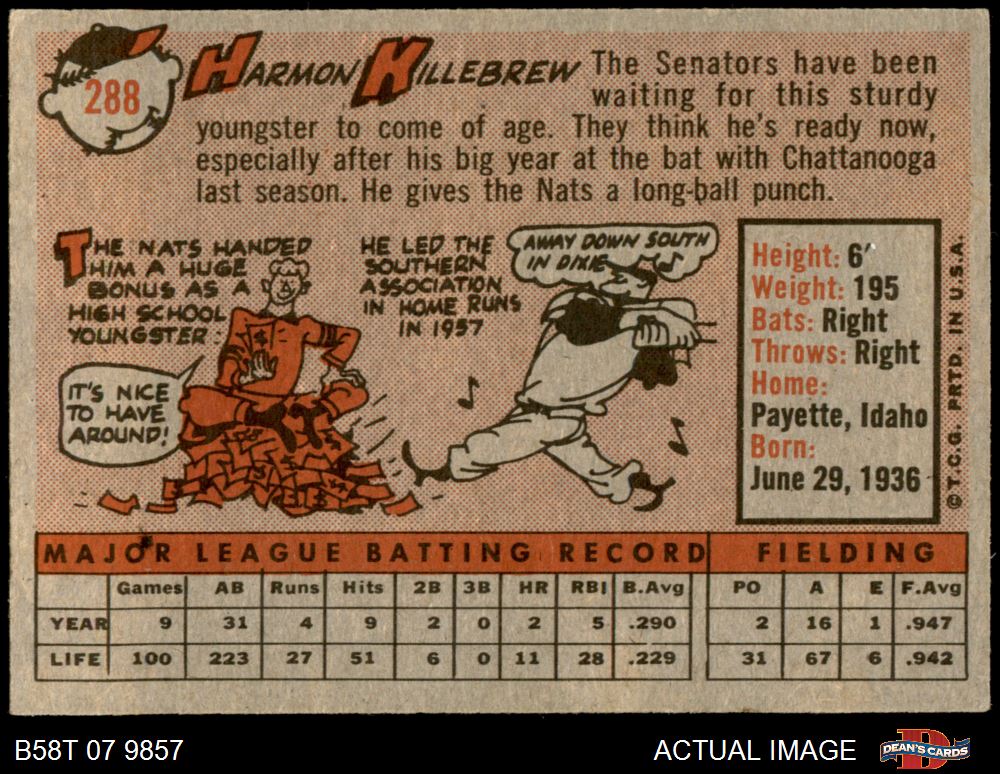 288
HARMON KILLEBREW
The Senators have been
waiting for this sturdy
youngster to come of age. They think he's ready now,
especially after his big year at the bat with Chattanooga
last season. He gives the Nats a long-ball punch.
THE NATS HANDED
HIM A HUGE
BONUS AS A
HIGH SCHOOL
YOUNGSTER:
IT'S NICE
TO HAVE
AROUND!
HE LED THE
SOUTHERN
ASSOCIATION
IN HOME RUNS
IN 1957
AWAY DOWN SOUTH
IN DIXIE
Height: 6'
Weight: 195
Bats: Right
Throws: Right
Home:
Payette, Idaho
Born:
June 29, 1936
© T.C.G. PRTD. IN U.S.A.
MAJOR LEAGUE BATTING RECORD FIELDING
Games AB Runs Hits 2B 3B HR RBI B.Avg PO A E F.Avg
YEAR 9 31 4 9 2 0 2 5 .290 2 16 1 .947
LIFE 100 223 27 51 6 0 11 28 .229 31 67 6 .942
B58T 07 9857
ACTUAL IMAGE
DEAN'S CARDS